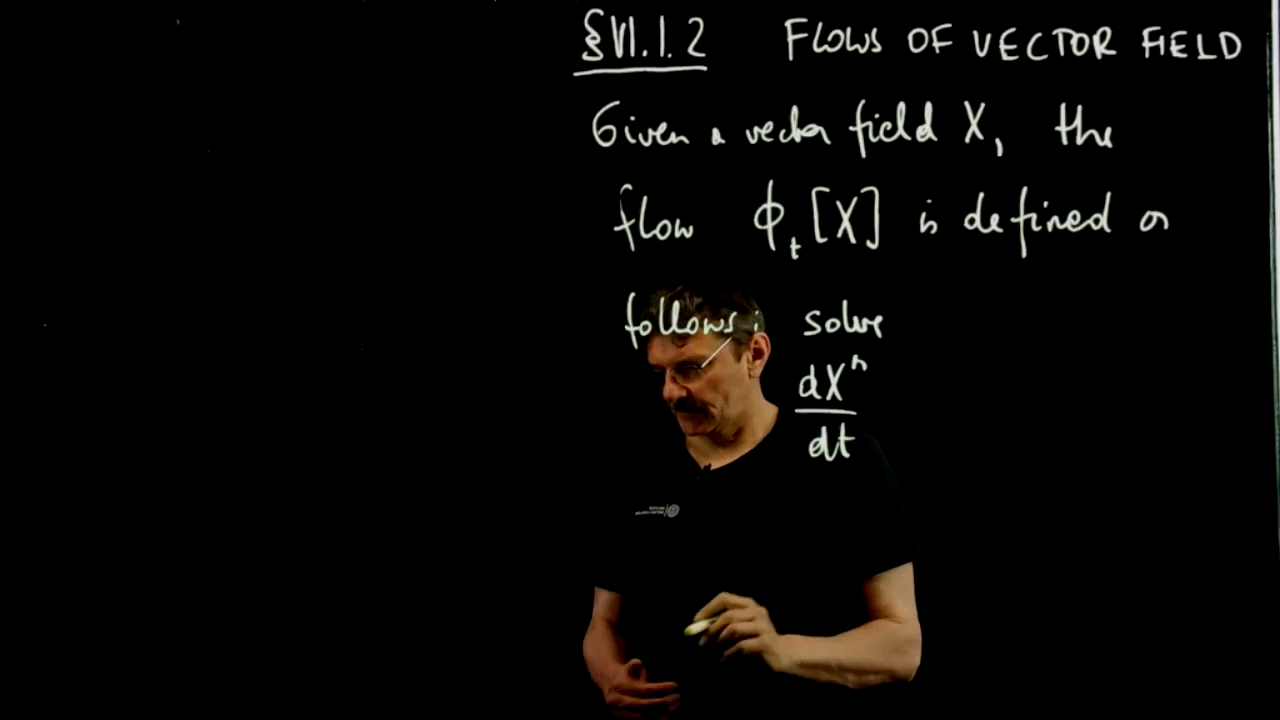 §VI.1.2 FLOWS OF VECTOR FIELD
Given a vector field X, the
flow ϕ_t [X] is defined as
follows: solve
dX^n
dt